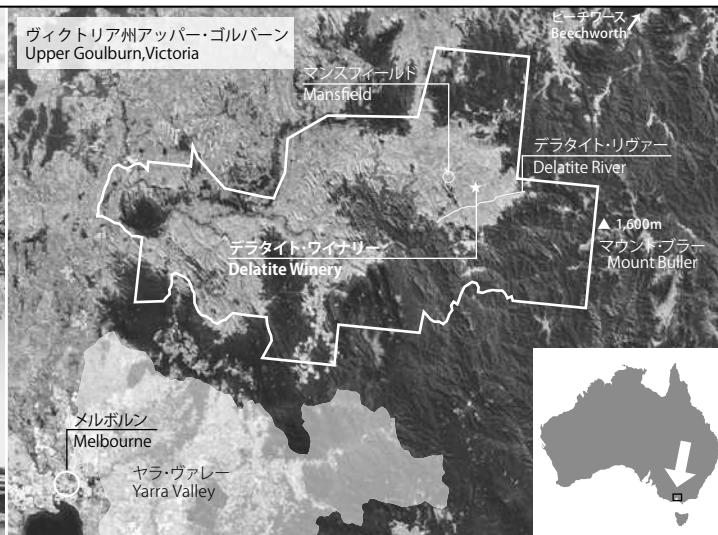 ヴィクトリア州アッパー・ゴルバーン
Upper Goulburn,Victoria
ビーチワース
Beechworth
マンスフィールド
Mansfield
デラタイト・リヴァー
Delatite River
▲ 1,600m
マウンド・ブラー
Mount Buller
デラタイト・ワイナリー
Delatite Winery
メルボルン
Melbourne
ヤラ・ヴァレー
Yarra Valley